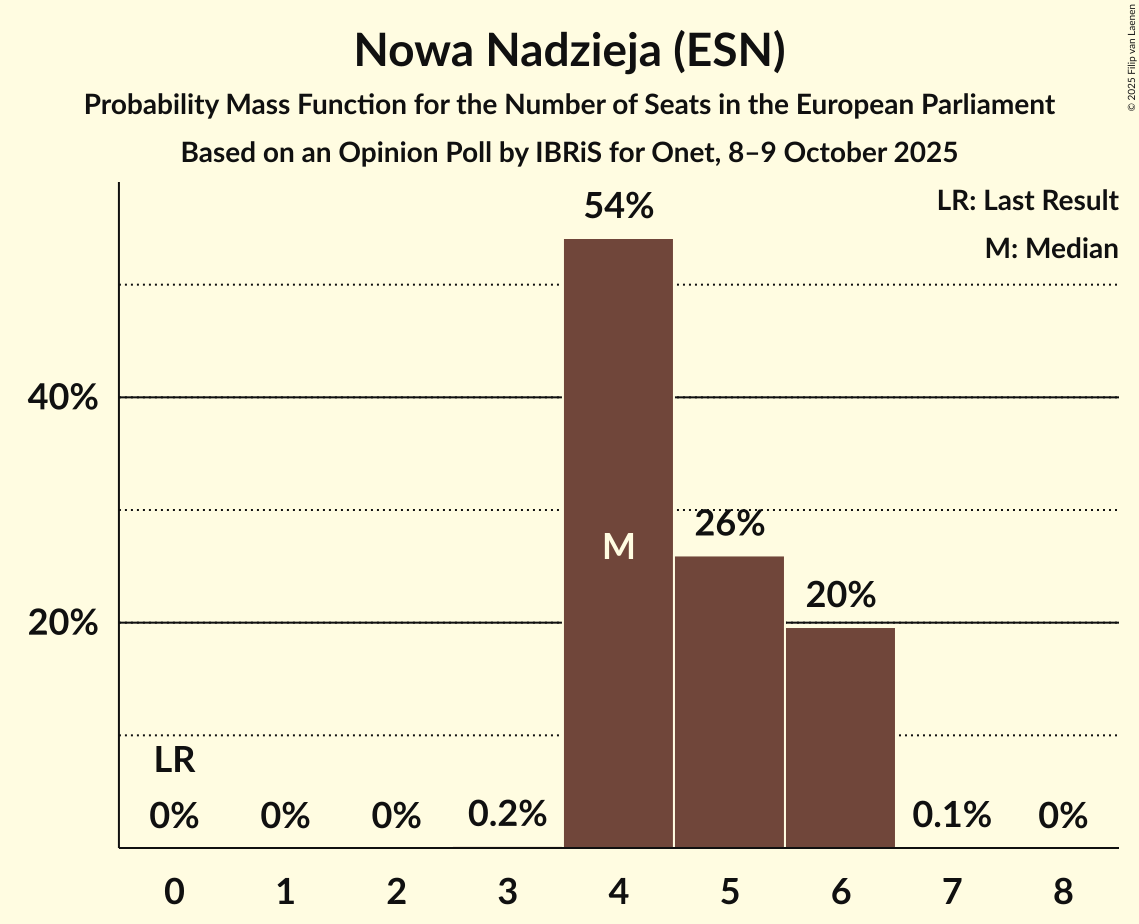 Nowa Nadzieja (ESN)
Probability Mass Function for the Number of Seats in the European Parliament
Based on an Opinion Poll by IBRiS for Onet, 8–9 October 2025
© 2025 Filip van Laenen
LR: Last Result
M: Median
54%
40%
M
26%
20%
20%
LR
0%
0%
0%
0.2%
0.1%
0%
0
1
2
3
4
5
6
7
8